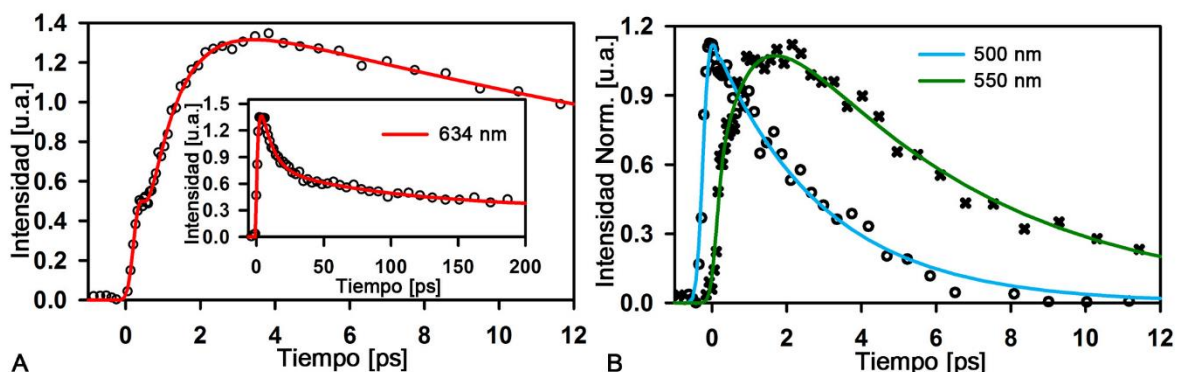 1.4
1.2
1.0
0.8
0.6
0.4
0.2
0.0
Intensidad [u.a.]
0 2 4 6 8 10 12
Tiempo [ps]
A
1.5
1.2
0.9
0.6
0.3
0.0
Intensidad [u.a.]
634 nm
0 50 100 150 200
Tiempo [ps]
1.2
0.9
0.6
0.3
0.0
Intensidad Norm. [u.a.]
500 nm
550 nm
0 2 4 6 8 10 12
Tiempo [ps]
B